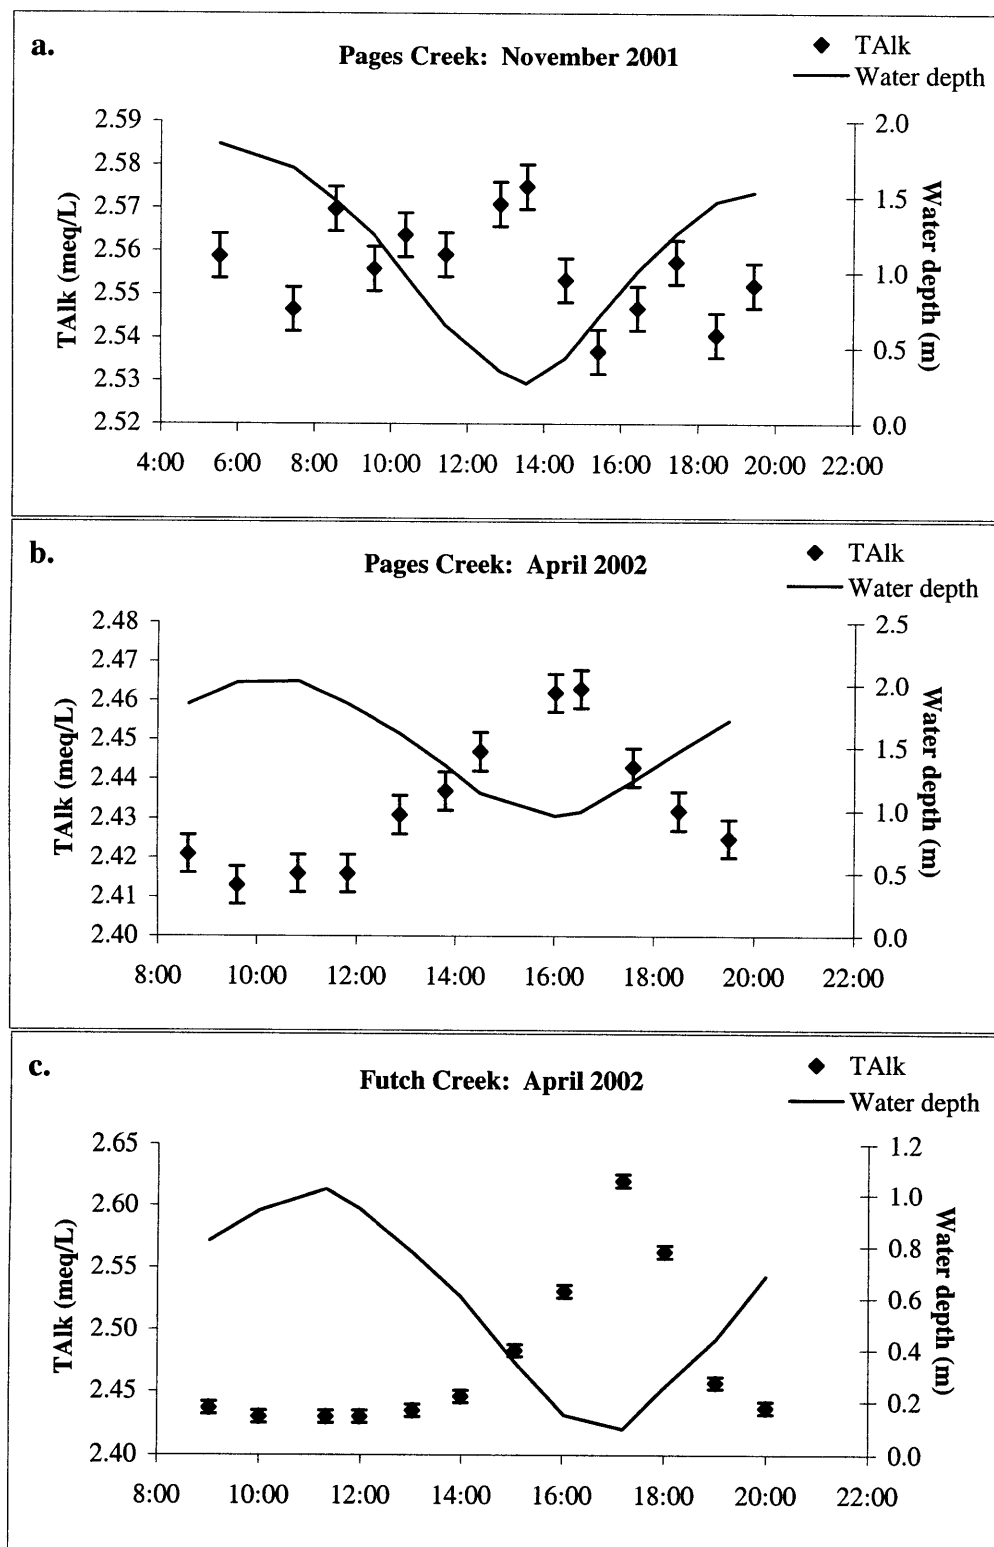 a.
Pages Creek: November 2001
TAlk
Water depth
TAlk (meq/L)
2.59
2.58
2.57
2.56
2.55
2.54
2.53
2.52
2.0
1.5
1.0
0.5
0.0
Water depth (m)
4:00 6:00 8:00 10:00 12:00 14:00 16:00 18:00 20:00 22:00
b.
Pages Creek: April 2002
TAlk
Water depth
TAlk (meq/L)
2.48
2.47
2.46
2.45
2.44
2.43
2.42
2.41
2.40
2.5
2.0
1.5
1.0
0.5
0.0
Water depth (m)
8:00 10:00 12:00 14:00 16:00 18:00 20:00 22:00
c.
Futch Creek: April 2002
TAlk
Water depth
TAlk (meq/L)
2.65
2.60
2.55
2.50
2.45
2.40
1.2
1.0
0.8
0.6
0.4
0.2
0.0
Water depth (m)
8:00 10:00 12:00 14:00 16:00 18:00 20:00 22:00